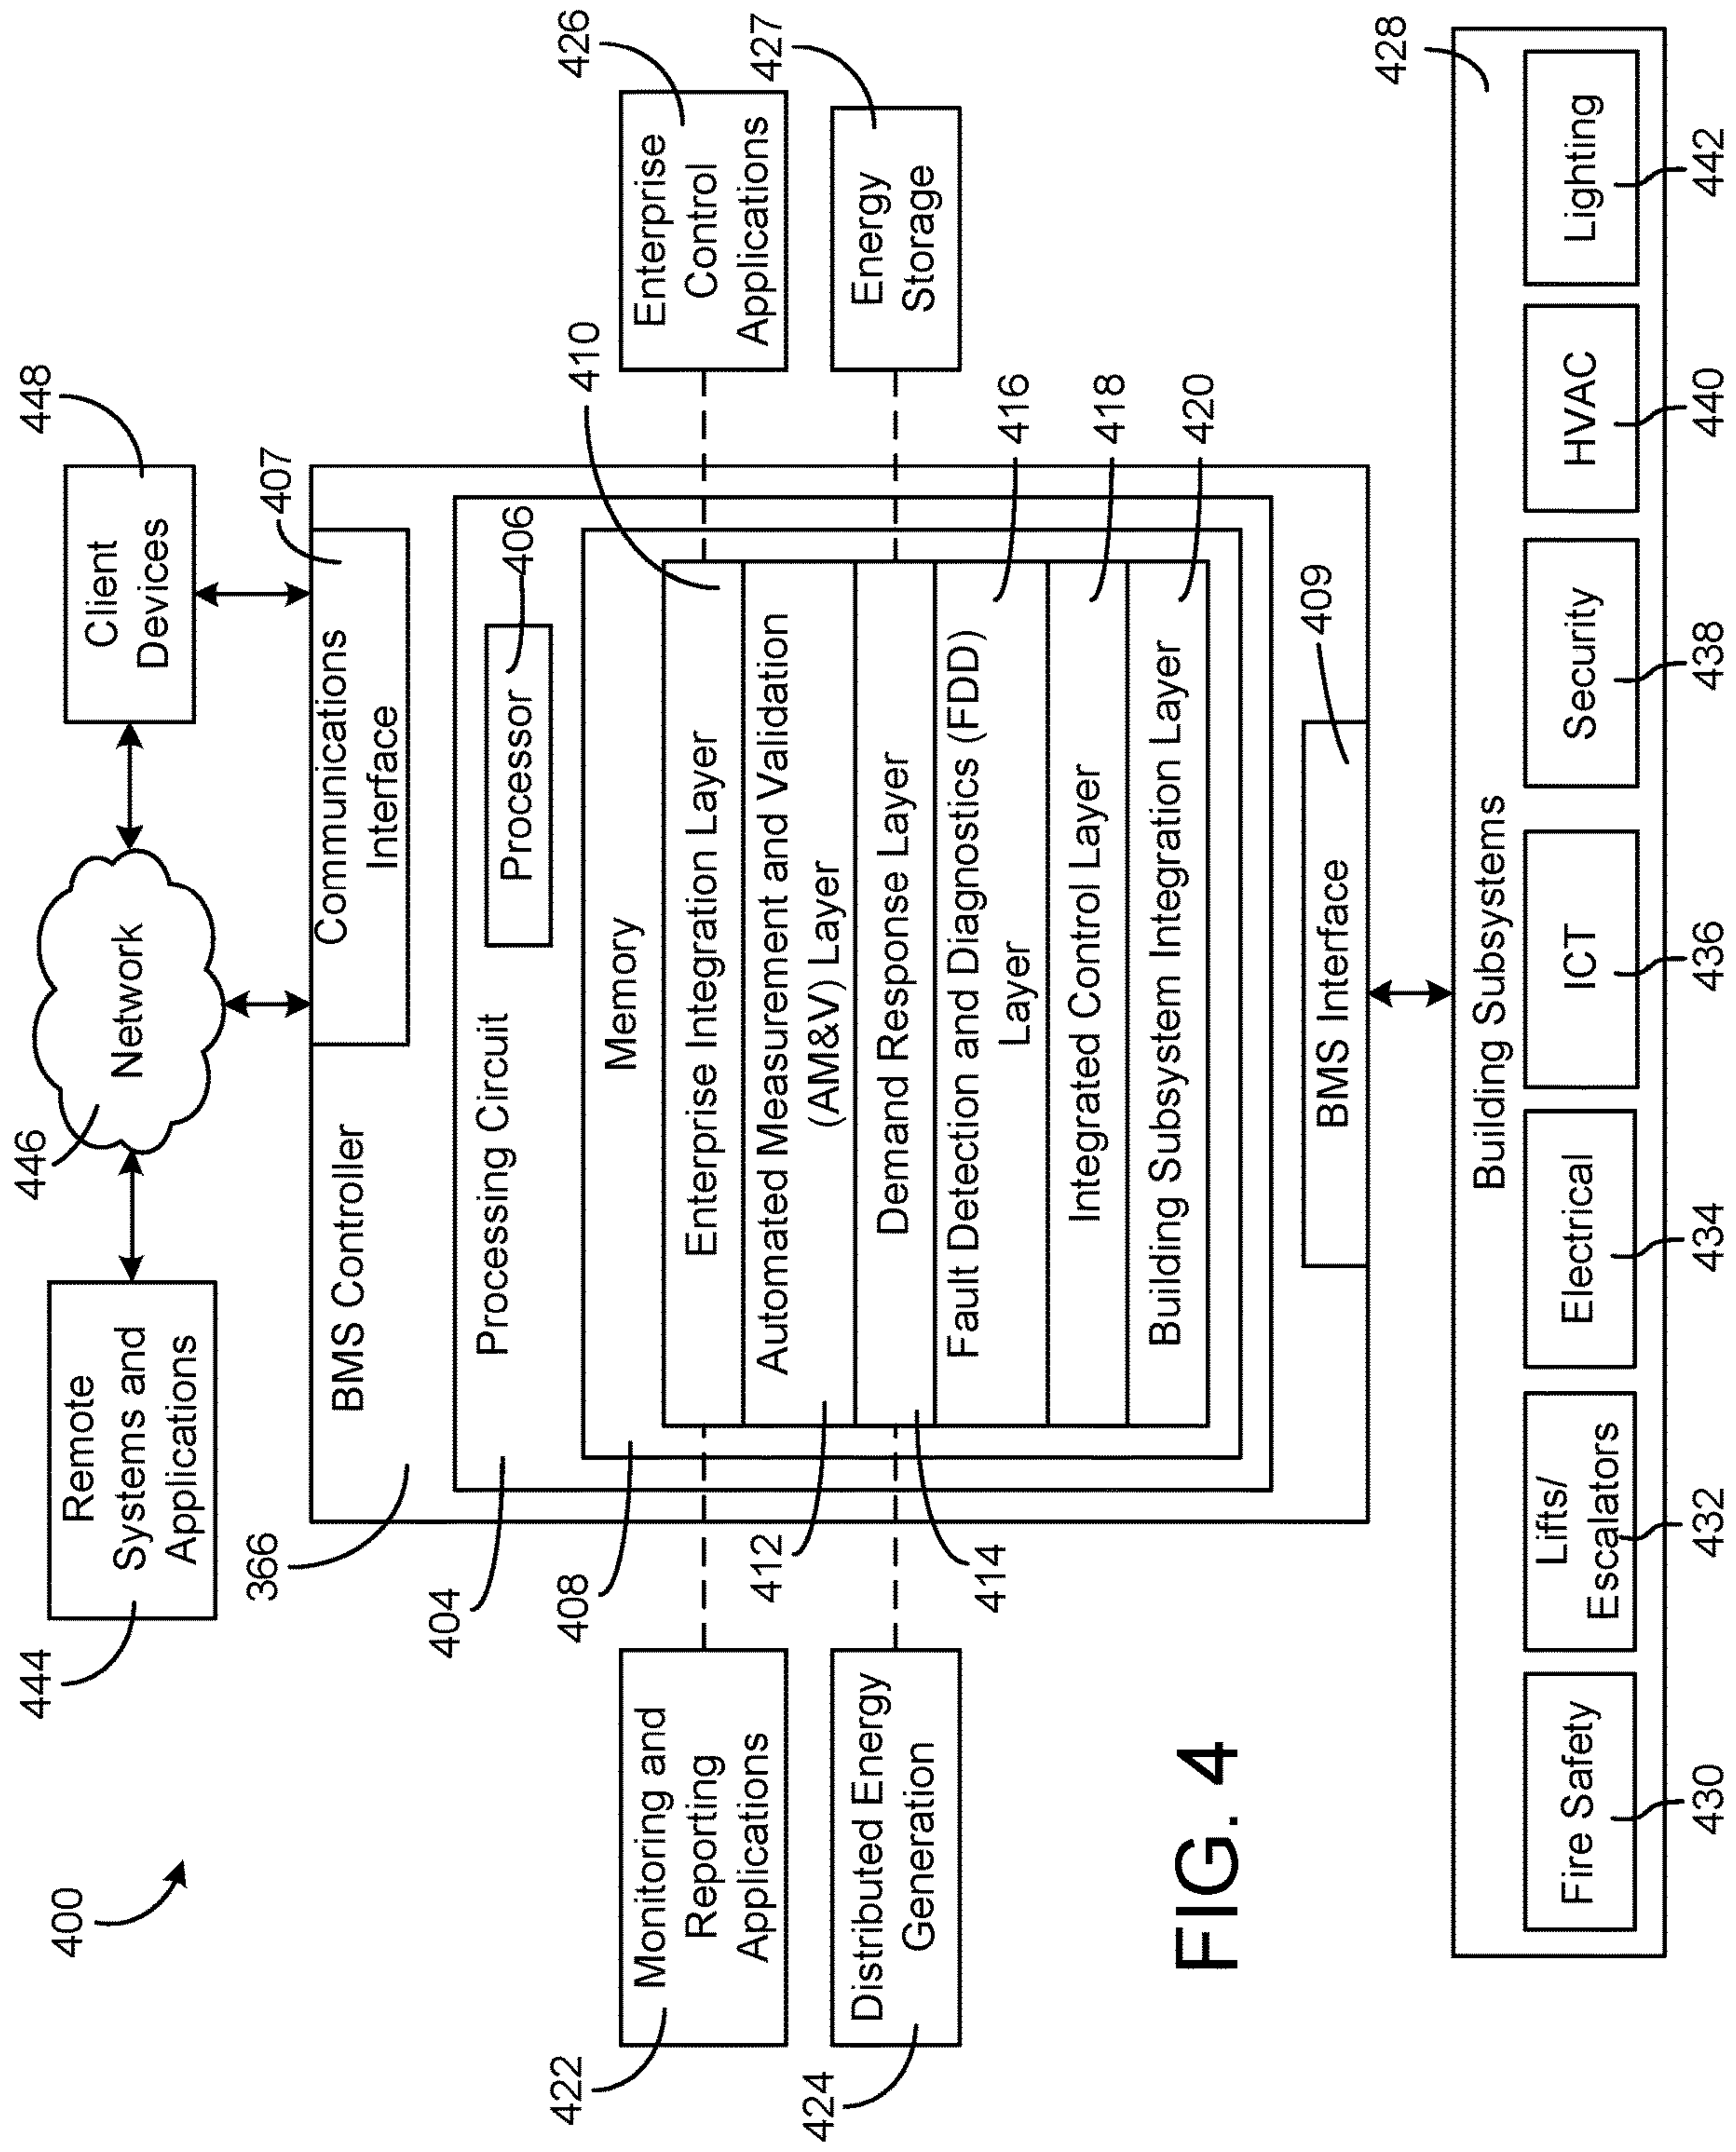 400
444
Remote
Systems and
Applications
446
Network
448
Client
Devices
366
BMS Controller
407
Communications
Interface
404
Processing Circuit
Processor
406
408
Memory
410
Enterprise Integration Layer
Automated Measurement and Validation
(AM&V) Layer
412
Demand Response Layer
414
Fault Detection and Diagnostics (FDD)
Layer
416
Integrated Control Layer
418
Building Subsystem Integration Layer
420
422
Monitoring and
Reporting
Applications
424
Distributed Energy
Generation
426
Enterprise
Control
Applications
427
Energy
Storage
BMS Interface
409
Building Subsystems
428
Fire Safety
Lifts/
Escalators
Electrical
ICT
Security
HVAC
Lighting
430
432
434
436
438
440
442
FIG. 4